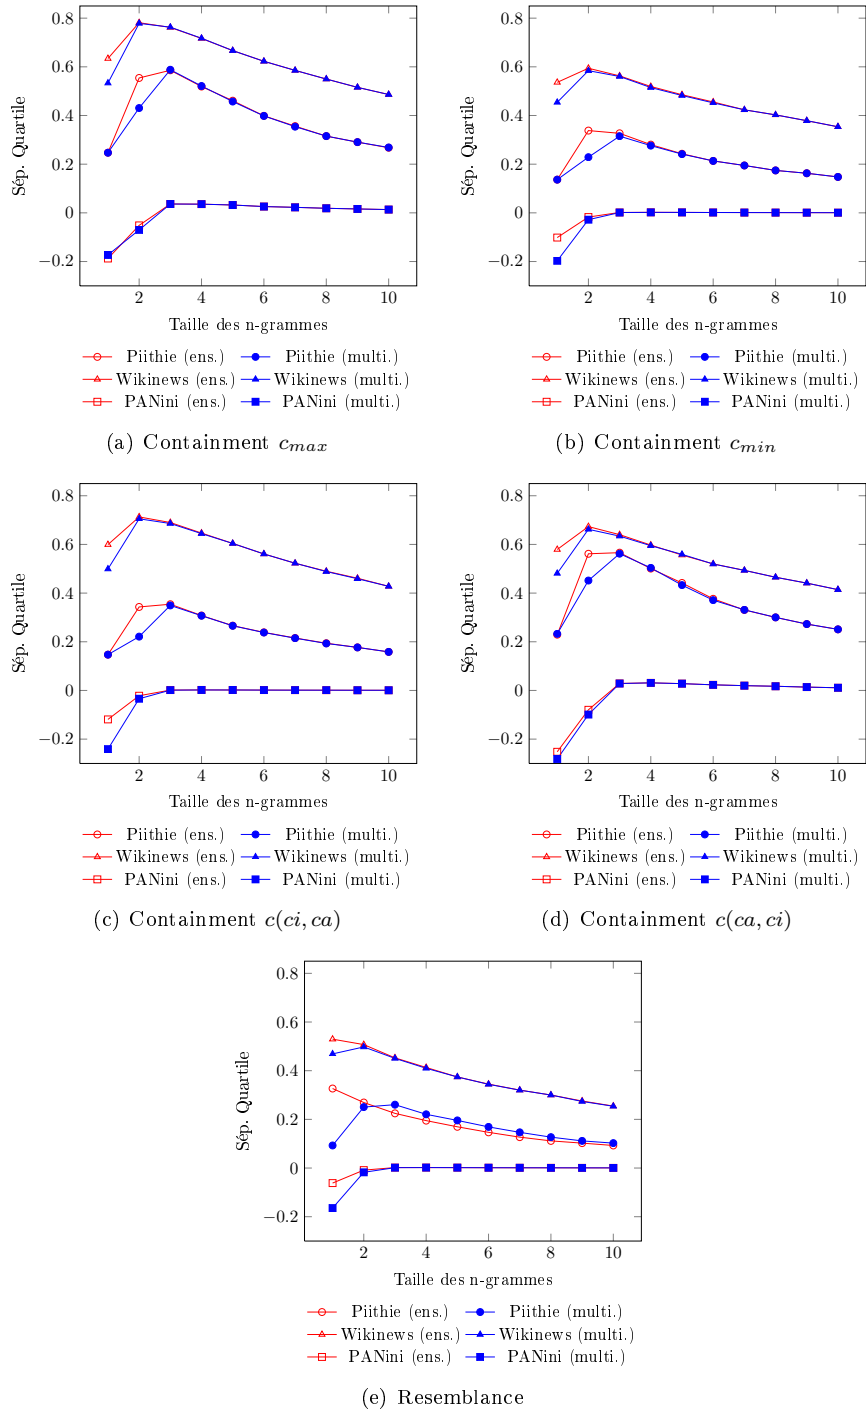 0.8
0.6
0.4
0.2
0
−0.2
Sép. Quartile
2 4 6 8 10
Taille des n-grammes
Piithie (ens.) Piithie (multi.)
Wikinews (ens.) Wikinews (multi.)
PANini (ens.) PANini (multi.)
(a) Containment cmax
0.8
0.6
0.4
0.2
0
−0.2
Sép. Quartile
2 4 6 8 10
Taille des n-grammes
Piithie (ens.) Piithie (multi.)
Wikinews (ens.) Wikinews (multi.)
PANini (ens.) PANini (multi.)
(b) Containment cmin
0.8
0.6
0.4
0.2
0
−0.2
Sép. Quartile
2 4 6 8 10
Taille des n-grammes
Piithie (ens.) Piithie (multi.)
Wikinews (ens.) Wikinews (multi.)
PANini (ens.) PANini (multi.)
(c) Containment c(ci, ca)
0.8
0.6
0.4
0.2
0
−0.2
Sép. Quartile
2 4 6 8 10
Taille des n-grammes
Piithie (ens.) Piithie (multi.)
Wikinews (ens.) Wikinews (multi.)
PANini (ens.) PANini (multi.)
(d) Containment c(ca, ci)
0.8
0.6
0.4
0.2
0
−0.2
Sép. Quartile
2 4 6 8 10
Taille des n-grammes
Piithie (ens.) Piithie (multi.)
Wikinews (ens.) Wikinews (multi.)
PANini (ens.) PANini (multi.)
(e) Resemblance